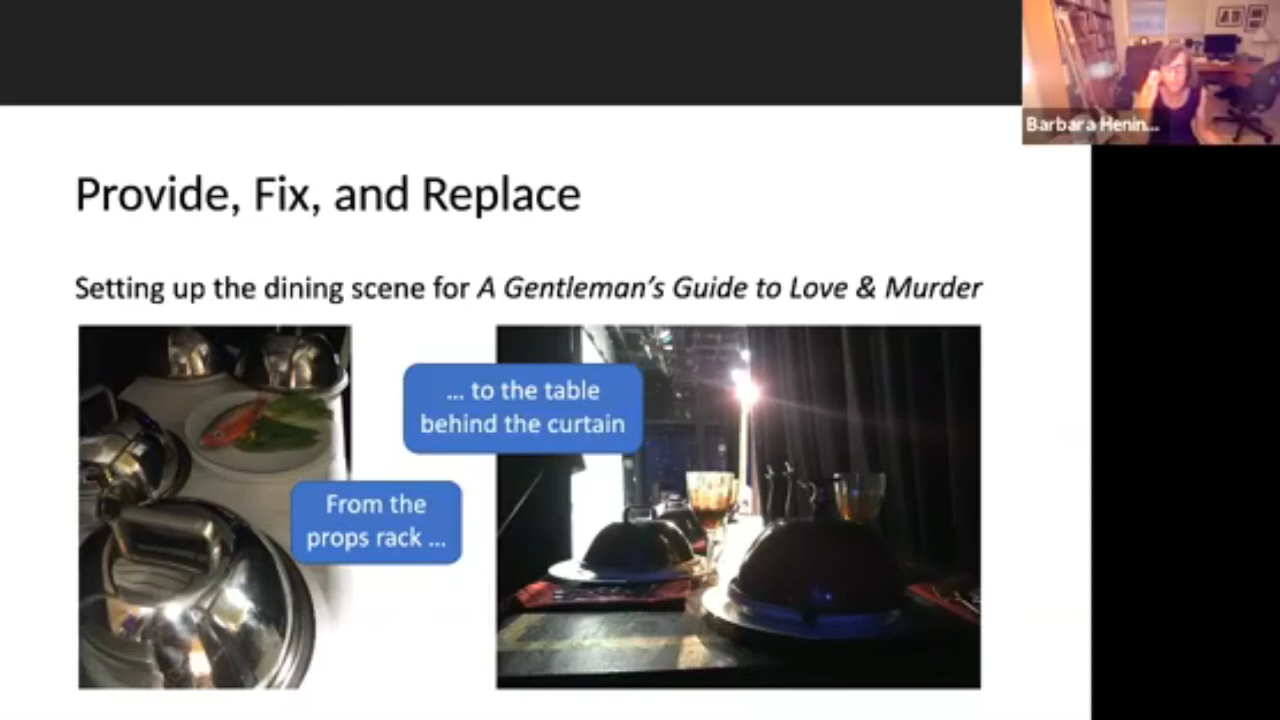 Barbara Henin...
Provide, Fix, and Replace
Setting up the dining scene for A Gentleman's Guide to Love & Murder
... to the table
behind the curtain
From the
props rack ...